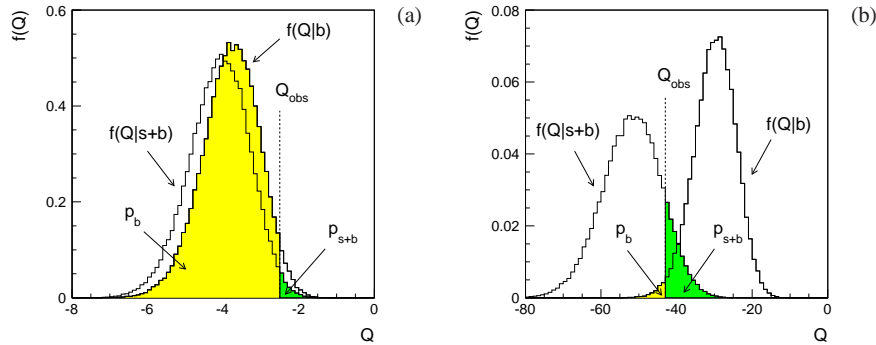 (a)
f(Q)
0.6
0.4
0.2
0
f(Q|b)
Q_obs
f(Q|s+b)
p_b
p_s+b
-8 -6 -4 -2 0
Q
(b)
f(Q)
0.08
0.06
0.04
0.02
0
Q_obs
f(Q|s+b)
f(Q|b)
p_b
p_s+b
-80 -60 -40 -20 0
Q